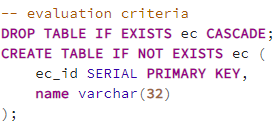 -- evaluation criteria
DROP TABLE IF EXISTS ec CASCADE;
CREATE TABLE IF NOT EXISTS ec (
    ec_id SERIAL PRIMARY KEY,
    name varchar(32)
);